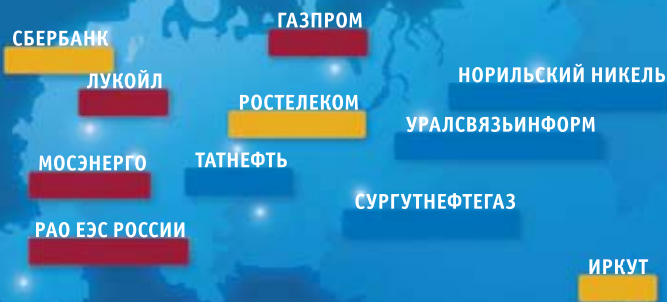 ГАЗПРОМ
СБЕРБАНК
ЛУКОЙЛ
НОРИЛЬСКИЙ НИКЕЛЬ
РОСТЕЛЕКОМ
УРАЛСВЯЗЬИНФОРМ
МОСЭНЕРГО
ТАТНЕФТЬ
СУРГУТНЕФТЕГАЗ
РАО ЕЭС РОССИИ
ИРКУТ